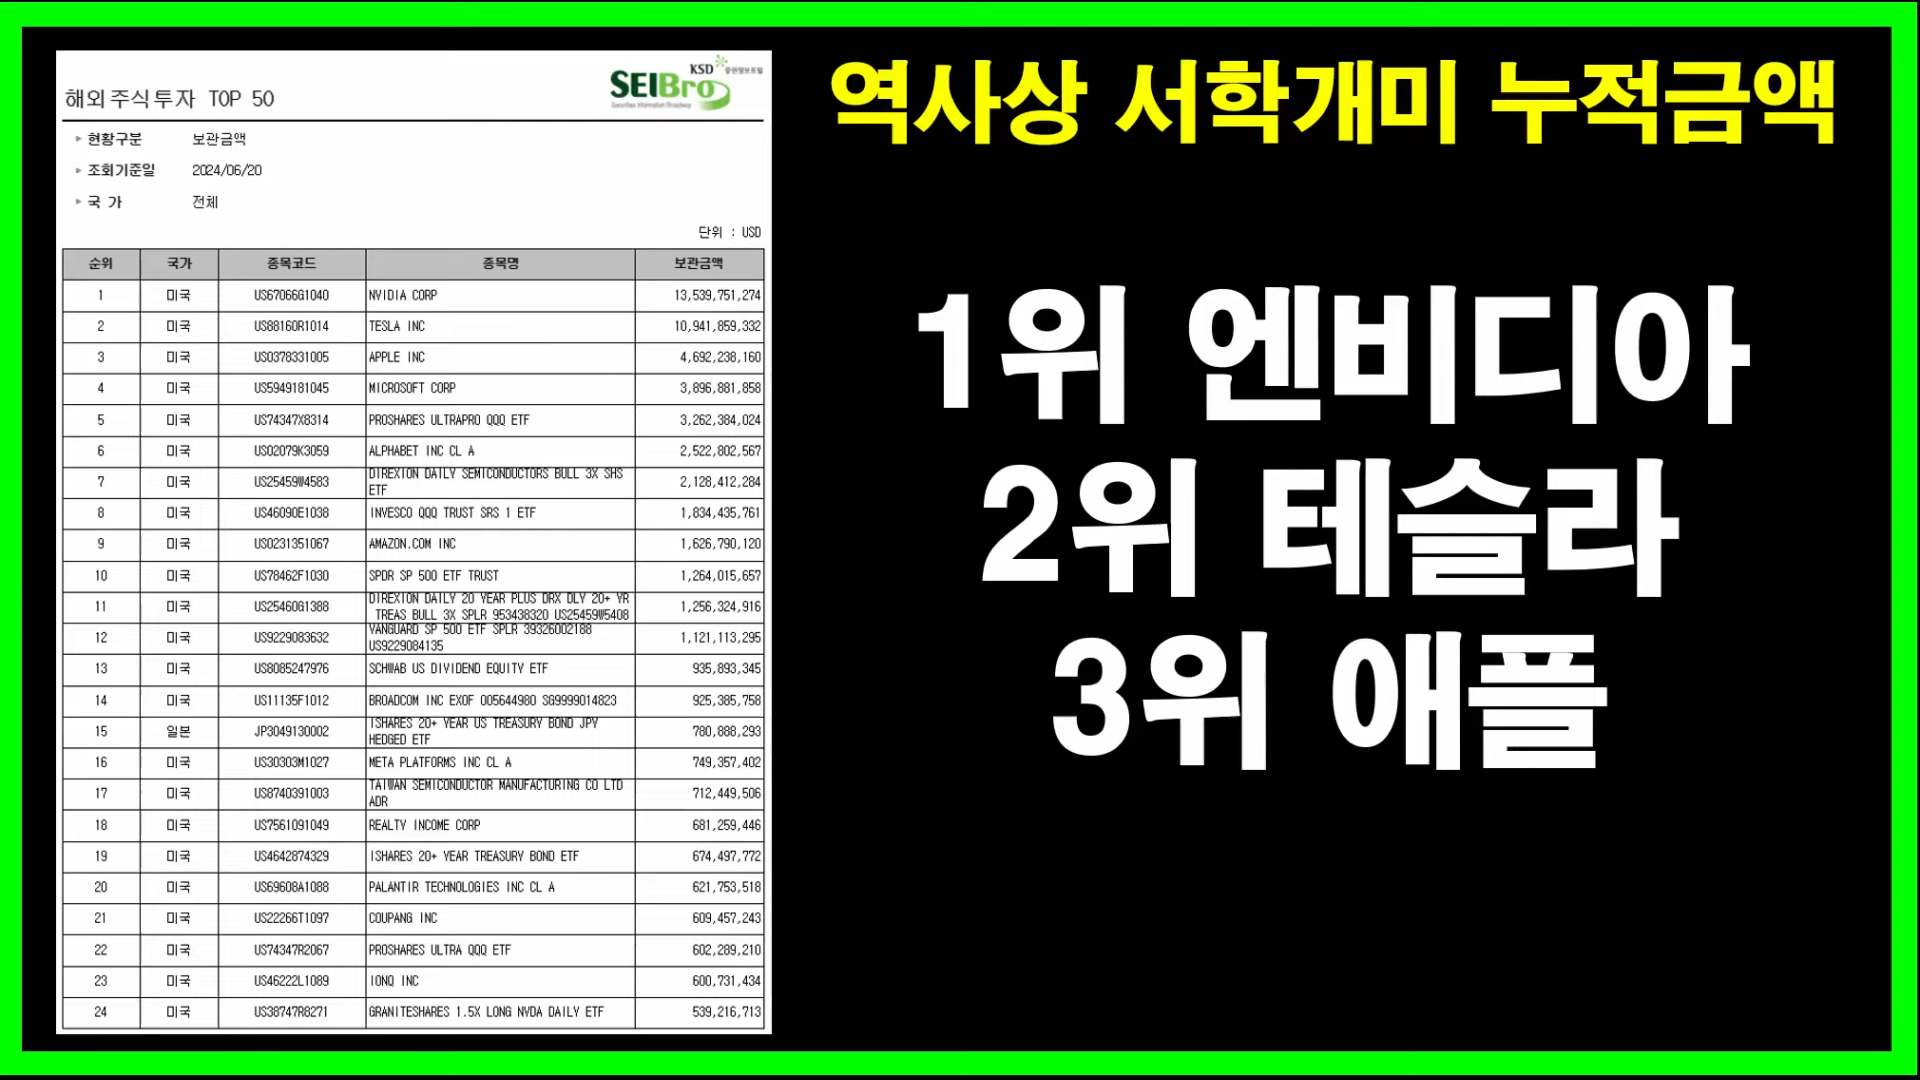 KSD 증권정보포털
SEIBro
Securities Information Broadway
해외주식투자 TOP 50
현황구분 보관금액
조회기준일 2024/06/20
국 가 전체
단위 : USD
순위 국가 종목코드 종목명 보관금액
1 미국 US67066G1040 NVIDIA CORP 13,539,751,274
2 미국 US88160R1014 TESLA INC 10,941,859,332
3 미국 US0378331005 APPLE INC 4,692,238,160
4 미국 US5949181045 MICROSOFT CORP 3,896,881,858
5 미국 US74347X8314 PROSHARES ULTRAPRO QQQ ETF 3,262,384,024
6 미국 US02079K3059 ALPHABET INC CL A 2,522,802,567
7 미국 US25459W4583 DIREXION DAILY SEMICONDUCTORS BULL 3X SHS
ETF 2,128,412,284
8 미국 US46090E1038 INVESCO QQQ TRUST SRS 1 ETF 1,834,435,761
9 미국 US0231351067 AMAZON.COM INC 1,626,790,120
10 미국 US78462F1030 SPDR SP 500 ETF TRUST 1,264,015,657
11 미국 US25460G1388 DIREXION DAILY 20 YEAR PLUS DRX DLY 20+ YR
TREAS BULL 3X SPLR 953438320 US25459W5408 1,256,324,916
12 미국 US9229083632 VANGUARD SP 500 ETF SPLR 39326002188
US9229084135 1,121,113,295
13 미국 US8085247976 SCHWAB US DIVIDEND EQUITY ETF 935,893,345
14 미국 US11135F1012 BROADCOM INC EXOF 005644980 SG9999014823 925,385,758
15 일본 JP3049130002 ISHARES 20+ YEAR US TREASURY BOND JPY
HEDGED ETF 780,888,293
16 미국 US30303M1027 META PLATFORMS INC CL A 749,357,402
17 미국 US8740391003 TAIWAN SEMICONDUCTOR MANUFACTURING CO LTD
ADR 712,449,506
18 미국 US7561091049 REALTY INCOME CORP 681,259,446
19 미국 US4642874329 ISHARES 20+ YEAR TREASURY BOND ETF 674,497,772
20 미국 US69608A1088 PALANTIR TECHNOLOGIES INC CL A 621,753,518
21 미국 US22266T1097 COUPANG INC 609,457,243
22 미국 US74347R2067 PROSHARES ULTRA QQQ ETF 602,289,210
23 미국 US46222L1089 IONQ INC 600,731,434
24 미국 US38747R8271 GRANITESHARES 1.5X LONG NVDA DAILY ETF 539,216,713
역사상 서학개미 누적금액
1위 엔비디아
2위 테슬라
3위 애플